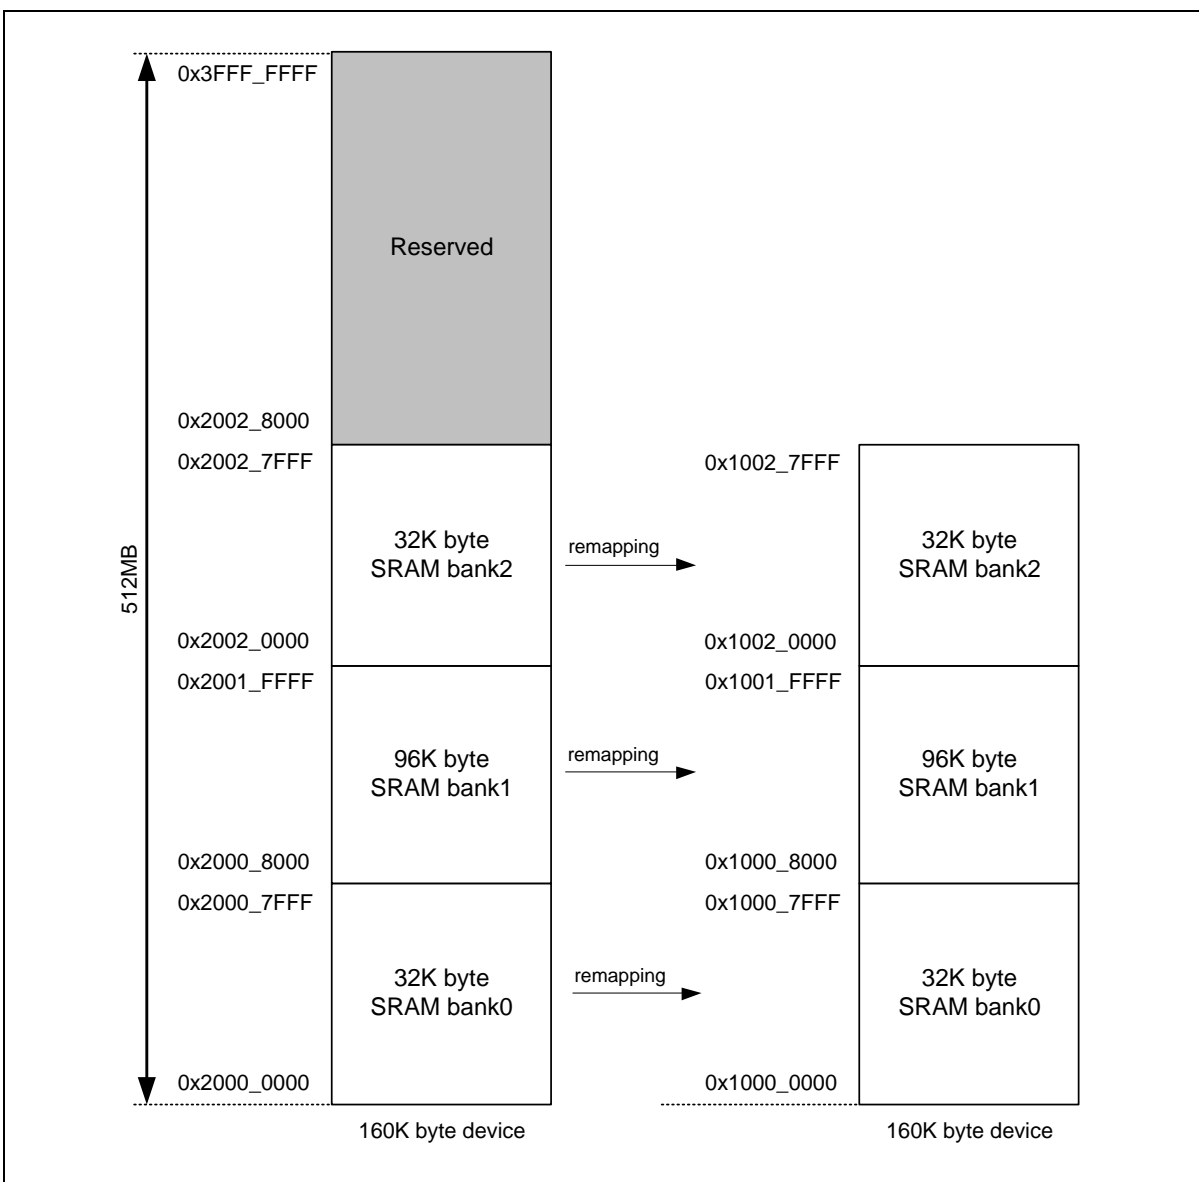 0x3FFF_FFFF
Reserved
0x2002_8000
0x2002_7FFF
0x1002_7FFF
32K byte
SRAM bank2
remapping
32K byte
SRAM bank2
512MB
0x2002_0000
0x1002_0000
0x2001_FFFF
0x1001_FFFF
96K byte
SRAM bank1
remapping
96K byte
SRAM bank1
0x2000_8000
0x1000_8000
0x2000_7FFF
0x1000_7FFF
32K byte
SRAM bank0
remapping
32K byte
SRAM bank0
0x2000_0000
0x1000_0000
160K byte device
160K byte device